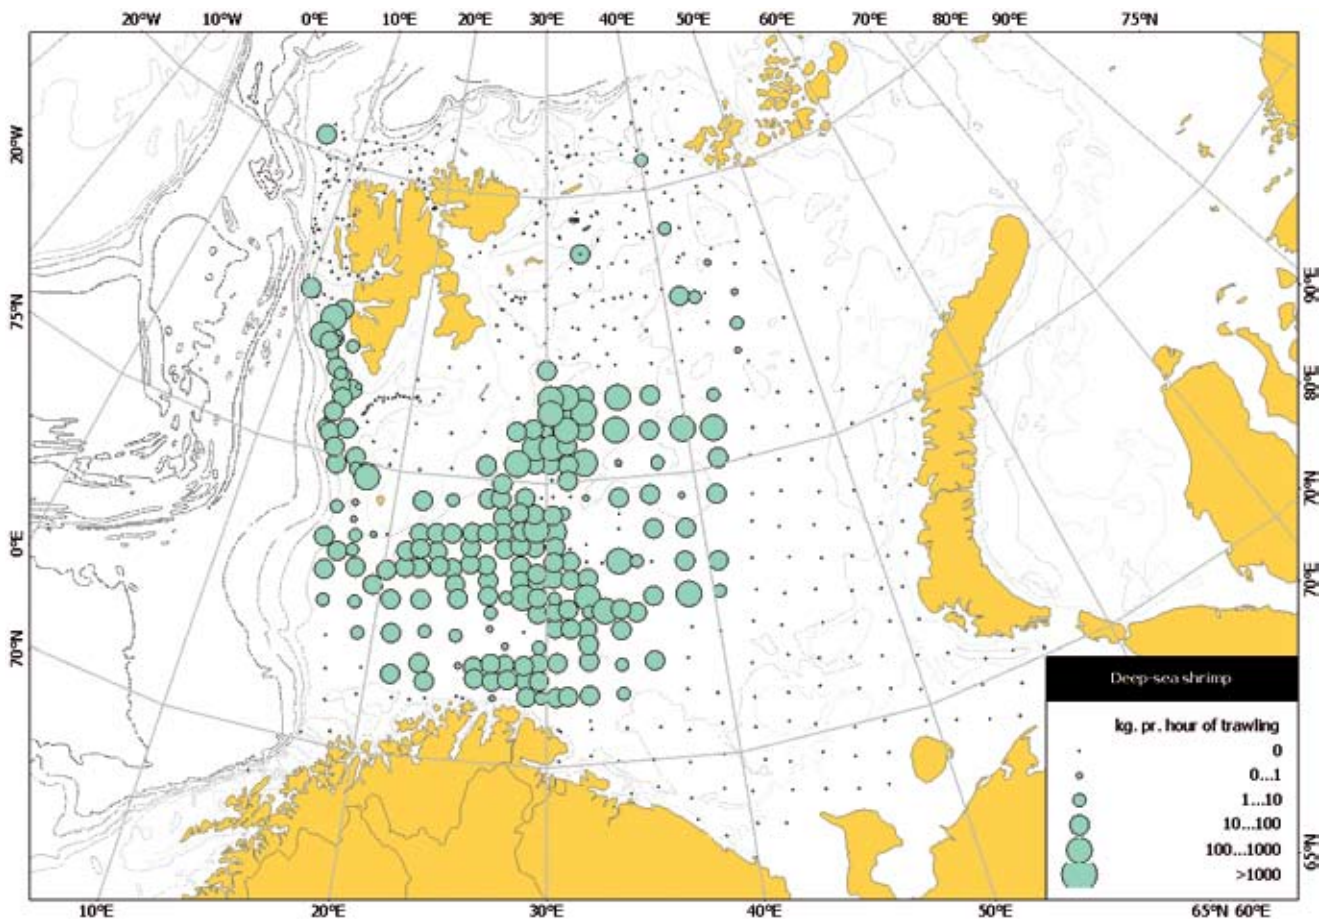 20°W 10°W 0°E 10°E 20°E 30°E 40°E 50°E 60°E 70°E 80°E 90°E 75°N
20°W
75°N
0°E
70°N
90°E
80°E
70°N
70°E
65°N
Deep-sea shrimp
kg. pr. hour of trawling
0
0...1
1...10
10...100
100...1000
>1000
10°E 20°E 30°E 40°E 50°E 65°N 60°E